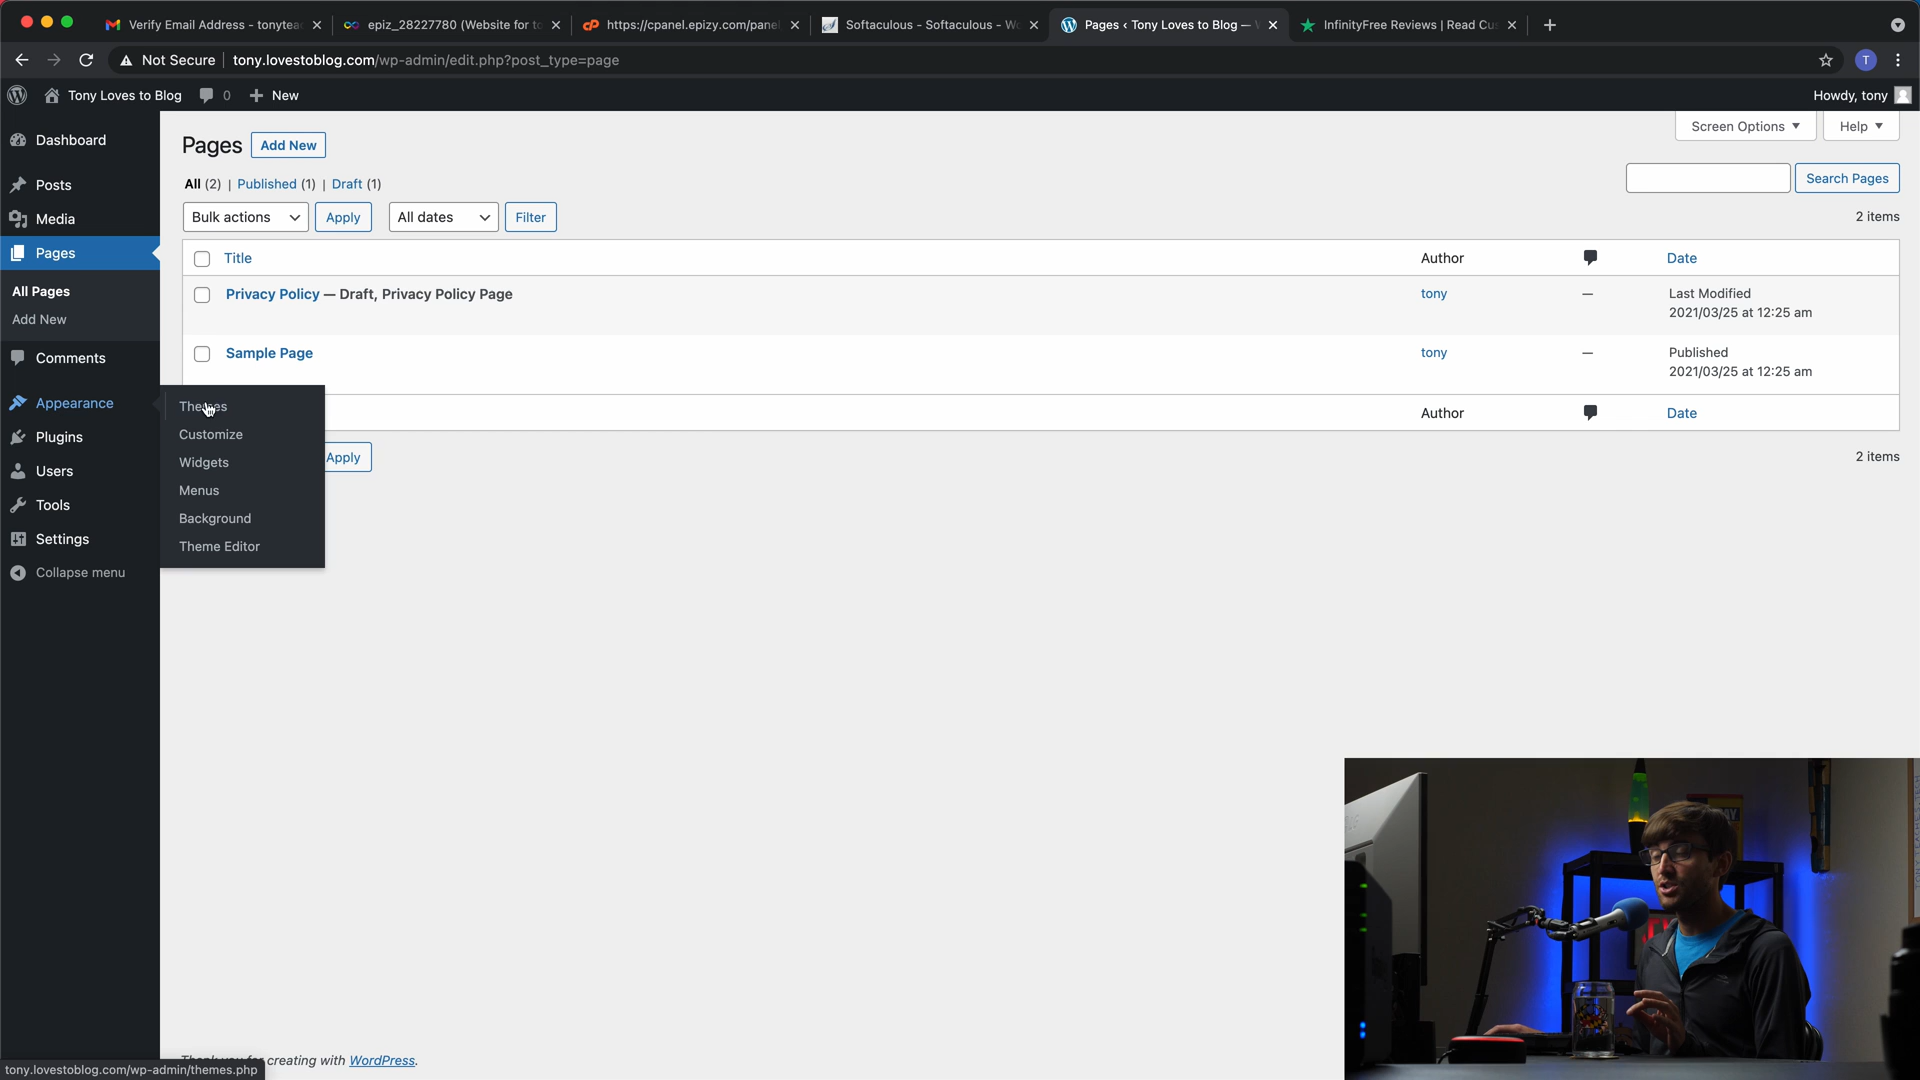 Verify Email Address - tonytea
epiz_28227780 (Website for to
https://cpanel.epizy.com/pane
Softaculous - Softaculous - Wo
Pages ‹ Tony Loves to Blog —
InfinityFree Reviews | Read Cu
Not Secure
tony.lovestoblog.com/wp-admin/edit.php?post_type=page
T
Tony Loves to Blog
0
New
Howdy, tony
Dashboard
Posts
Media
Pages
All Pages
Add New
Comments
Appearance
Plugins
Users
Tools
Settings
Collapse menu
Themes
Customize
Widgets
Menus
Background
Theme Editor
Pages Add New
Screen Options
Help
All (2) | Published (1) | Draft (1)
Search Pages
Bulk actions
Apply
All dates
Filter
2 items
Title Author Date
Privacy Policy — Draft, Privacy Policy Page
tony
—
Last Modified
2021/03/25 at 12:25 am
Sample Page
tony
—
Published
2021/03/25 at 12:25 am
Author Date
Apply
2 items
Thank you for creating with WordPress.
tony.lovestoblog.com/wp-admin/themes.php